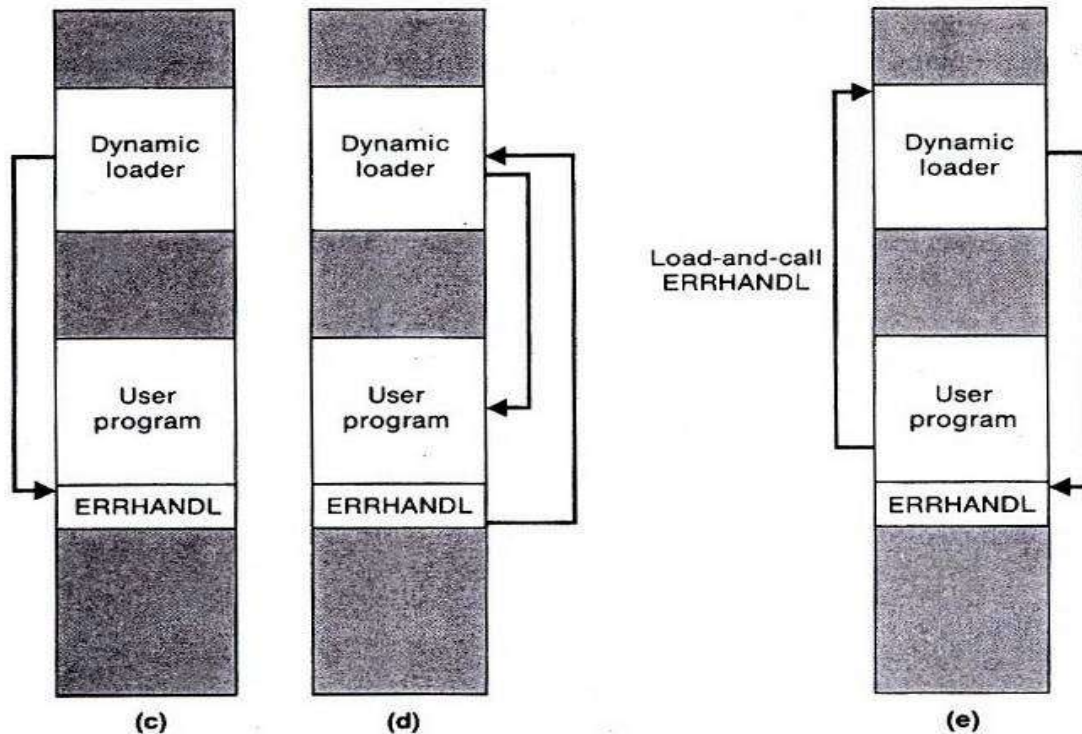 Dynamic
loader
User
program
ERRHANDL
(c)
Dynamic
loader
User
program
ERRHANDL
(d)
Load-and-call
ERRHANDL
Dynamic
loader
User
program
ERRHANDL
(e)